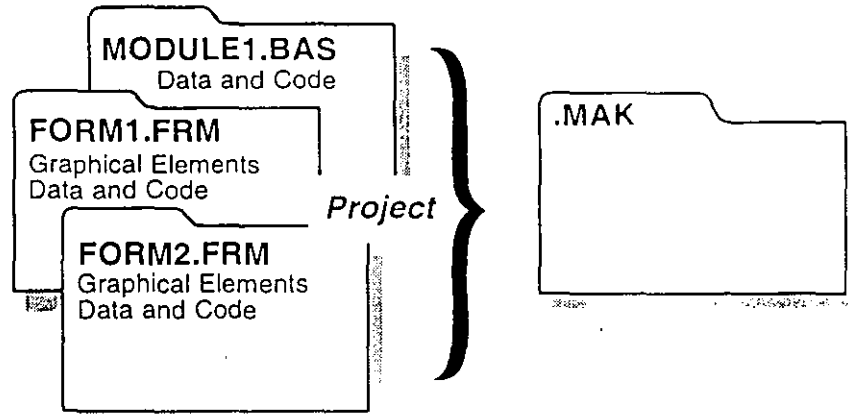 MODULE1.BAS
Data and Code
FORM1.FRM
Graphical Elements
Data and Code
Project
FORM2.FRM
Graphical Elements
Data and Code
.MAK